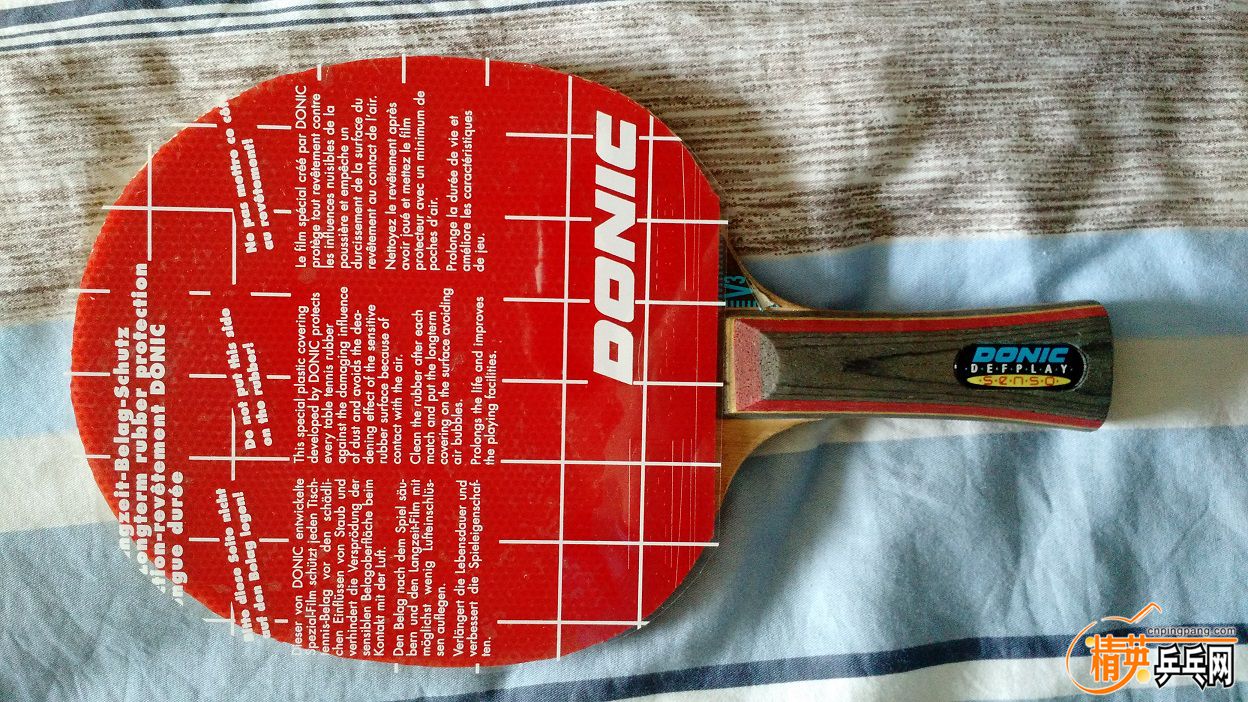 ngzeit-Belag-Schutz
ongterm rubber protection
tion-revêtement DONIC
ngue durée
diese Seite nicht
auf den Belag legen!
Do not put this side
on the rubber!
Ne pas mettre ce
au revêtement!
Dieser von DONIC entwickelte
Spezial-Film schützt jeden Tisch-
tennis-Belag vor den schädli-
chen Einflüssen von Staub und
verhindert die Versprödung der
sensiblen Belagoberfläche beim
Kontakt mit der Luft.
Den Belag nach dem Spiel säu-
bern und den Langzeit-Film mit
möglichst wenig Lufteinschlüs-
sen auflegen.
Verlängert die Lebensdauer und
verbessert die Spieleigenschaf-
ten.
This special plastic covering
developed by DONIC protects
every table tennis rubber
against the damaging influence
of dust and avoids the dea-
dening effect of the sensitive
rubber surface because of
contact with the air.
Clean the rubber after each
match and put the longterm
covering on the surface avoiding
air bubbles.
Prolongs the life and improves
the playing facilities.
Le film spécial créé par DONIC
protège tout revêtement contre
les influences nuisibles de la
poussière et empêche un
durcissement de la surface du
revêtement au contact de l'air.
Nettoyez le revêtement après
avoir joué et mettez le film
protecteur avec un minimum de
poches d'air.
Prolonge la durée de vie et
améliore les caractéristiques
de jeu.
DONIC
V3
DONIC
DEFPLAY
senso
cnpingpang.com
精英乒乓网